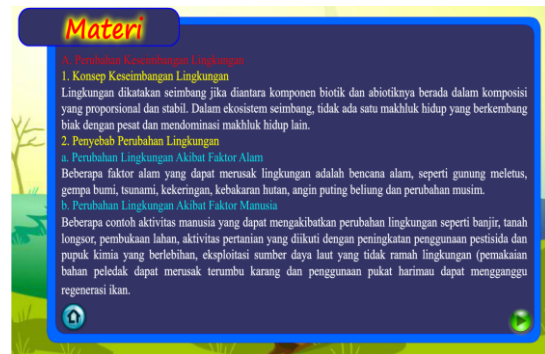 Materi
A. Perubahan Keseimbangan Lingkungan
1. Konsep Keseimbangan Lingkungan
Lingkungan dikatakan seimbang jika diantara komponen biotik dan abiotiknya berada dalam komposisi
yang proporsional dan stabil. Dalam ekosistem seimbang, tidak ada satu makhluk hidup yang berkembang
biak dengan pesat dan mendominasi makhluk hidup lain.
2. Penyebab Perubahan Lingkungan
a. Perubahan Lingkungan Akibat Faktor Alam
Beberapa faktor alam yang dapat merusak lingkungan adalah bencana alam, seperti gunung meletus,
gempa bumi, tsunami, kekeringan, kebakaran hutan, angin puting beliung dan perubahan musim.
b. Perubahan Lingkungan Akibat Faktor Manusia
Beberapa contoh aktivitas manusia yang dapat mengakibatkan perubahan lingkungan seperti banjir, tanah
longsor, pembukaan lahan, aktivitas pertanian yang diikuti dengan peningkatan penggunaan pestisida dan
pupuk kimia yang berlebihan, eksploitasi sumber daya laut yang tidak ramah lingkungan (pemakaian
bahan peledak dapat merusak terumbu karang dan penggunaan pukat harimau dapat mengganggu
regenerasi ikan.